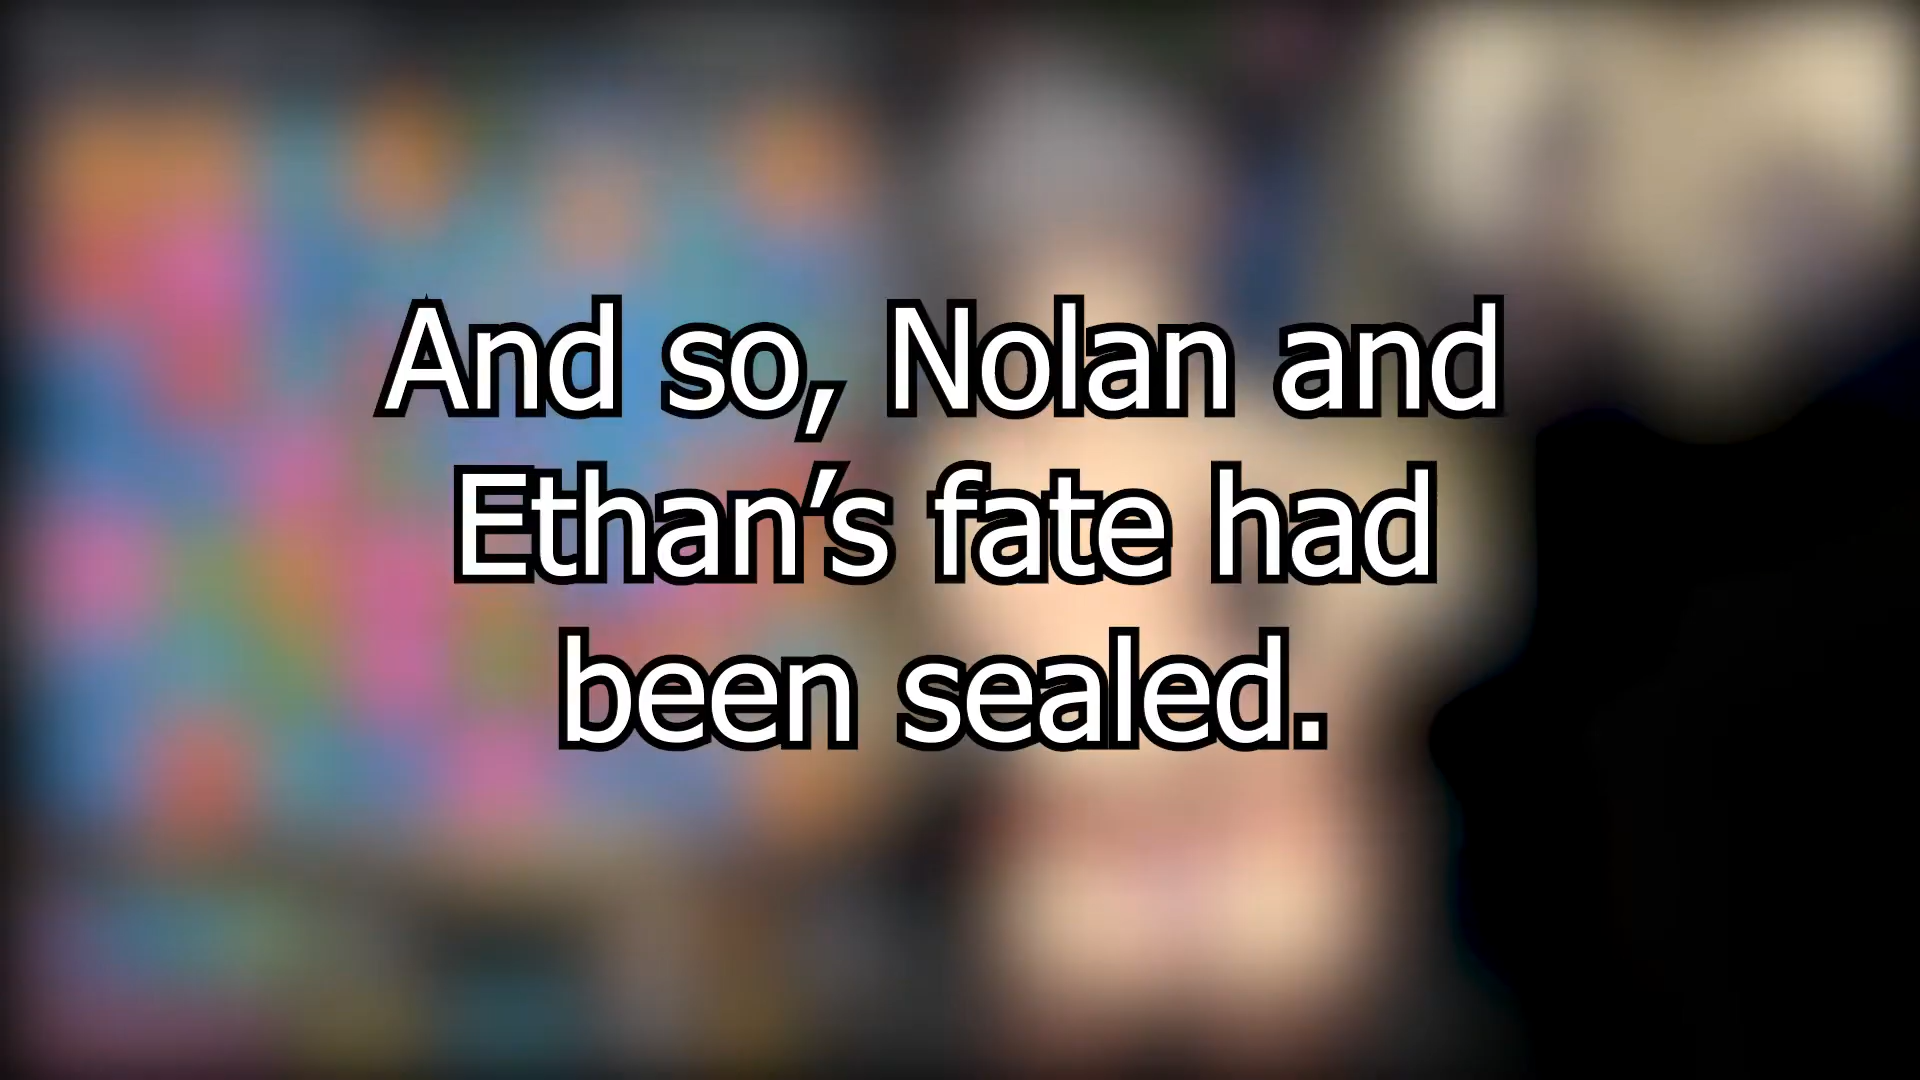 And so, Nolan and
Ethan’s fate had
been sealed.